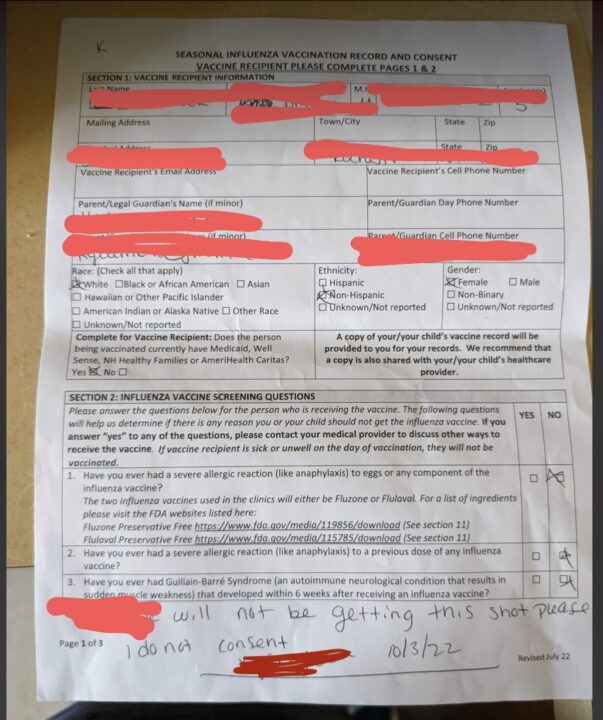 K
SEASONAL INFLUENZA VACCINATION RECORD AND CONSENT
VACCINE RECIPIENT PLEASE COMPLETE PAGES 1 & 2
SECTION 1: VACCINE RECIPIENT INFORMATION
Name
Mailing Address Town/City State Zip
State Zip
Vaccine Recipient's Email Address Vaccine Recipient's Cell Phone Number
Parent/Legal Guardian's Name (if minor) Parent/Guardian Day Phone Number
(if minor) Parent/Guardian Cell Phone Number
Race: (Check all that apply) Ethnicity: Gender:
White Black or African American Asian Hispanic Female Male
Hawaiian or Other Pacific Islander Non-Hispanic Non-Binary
American Indian or Alaska Native Other Race Unknown/Not reported Unknown/Not reported
Unknown/Not reported
Complete for Vaccine Recipient: Does the person
being vaccinated currently have Medicaid, Well
Sense, NH Healthy Families or AmeriHealth Caritas?
Yes No
A copy of your/your child's vaccine record will be
provided to you for your records. We recommend that
a copy is also shared with your/your child's healthcare
provider.
SECTION 2: INFLUENZA VACCINE SCREENING QUESTIONS
Please answer the questions below for the person who is receiving the vaccine. The following questions
will help us determine if there is any reason you or your child should not get the influenza vaccine. If you
answer "yes" to any of the questions, please contact your medical provider to discuss other ways to
receive the vaccine. If vaccine recipient is sick or unwell on the day of vaccination, they will not be
vaccinated.
YES NO
1. Have you ever had a severe allergic reaction (like anaphylaxis) to eggs or any component of the
influenza vaccine?
The two influenza vaccines used in the clinics will either be Fluzone or Flulaval. For a list of ingredients
please visit the FDA websites listed here:
Fluzone Preservative Free https://www.fda.gov/media/119856/download (See section 11)
Flulaval Preservative Free https://www.fda.gov/media/115785/download (See section 11)
2. Have you ever had a severe allergic reaction (like anaphylaxis) to a previous dose of any influenza
vaccine?
3. Have you ever had Guillain-Barré Syndrome (an autoimmune neurological condition that results in
sudden muscle weakness) that developed within 6 weeks after receiving an influenza vaccine?
will not be getting this shot please
I do not consent 10/3/22
Page 1 of 3 Revised July 22